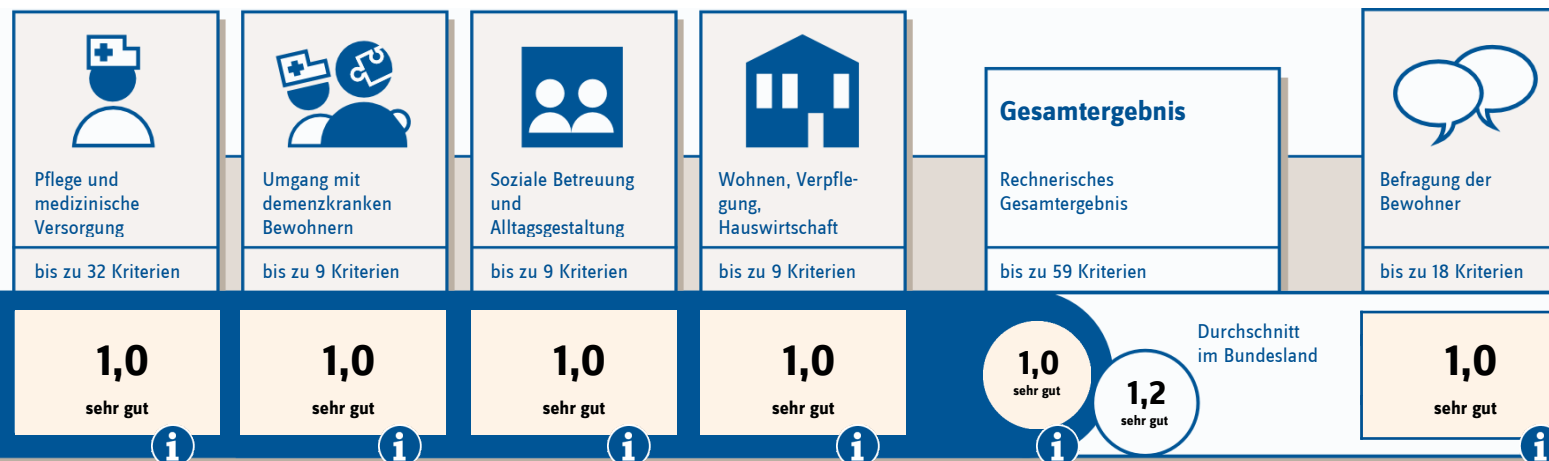 Pflege und
medizinische
Versorgung
bis zu 32 Kriterien
1,0
sehr gut
i
Umgang mit
demenzkranken
Bewohnern
bis zu 9 Kriterien
1,0
sehr gut
i
Soziale Betreuung
und
Alltagsgestaltung
bis zu 9 Kriterien
1,0
sehr gut
i
Wohnen, Verpfle-
gung,
Hauswirtschaft
bis zu 9 Kriterien
1,0
sehr gut
i
Gesamtergebnis
Rechnerisches
Gesamtergebnis
bis zu 59 Kriterien
1,0
sehr gut
i
1,2
sehr gut
Durchschnitt
im Bundesland
Befragung der
Bewohner
bis zu 18 Kriterien
1,0
sehr gut
i